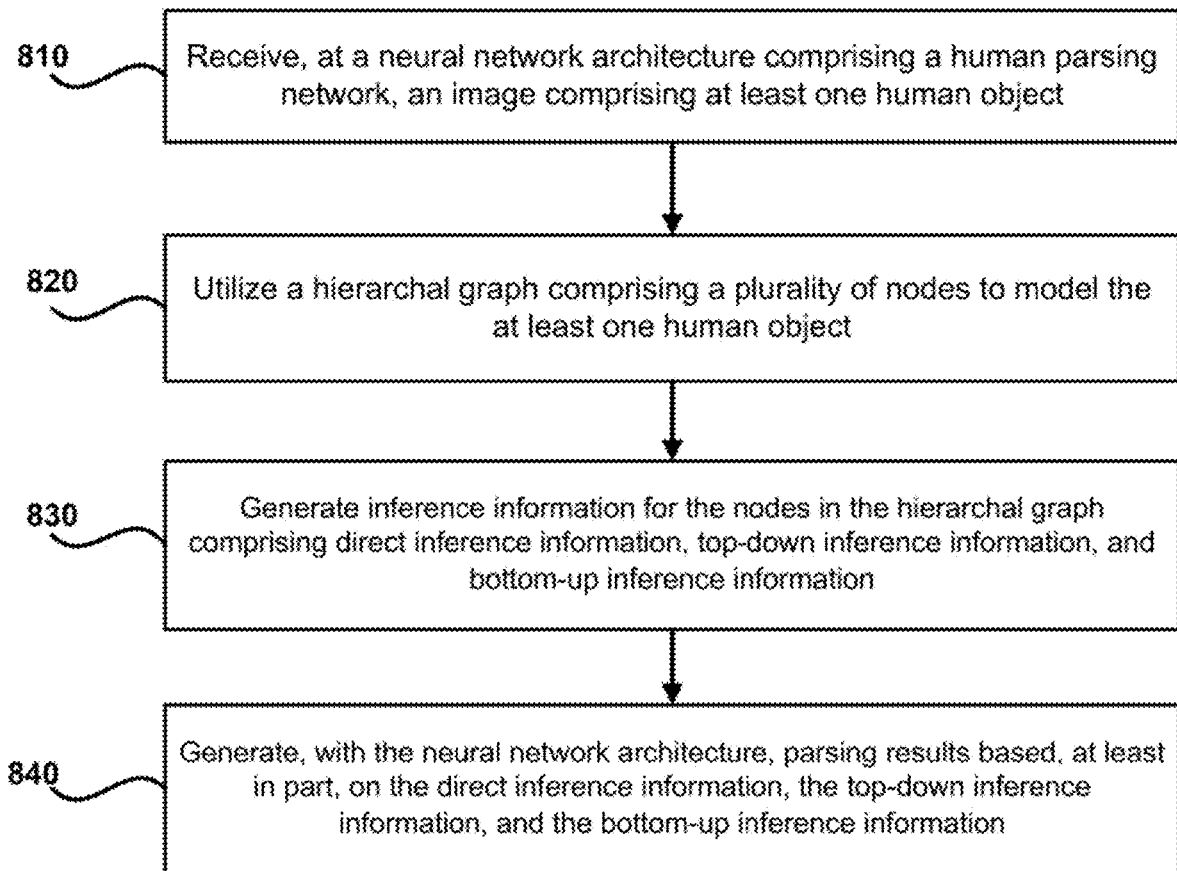 810
Receive, at a neural network architecture comprising a human parsing
network, an image comprising at least one human object
820
Utilize a hierarchal graph comprising a plurality of nodes to model the
at least one human object
830
Generate inference information for the nodes in the hierarchal graph
comprising direct inference information, top-down inference information, and
bottom-up inference information
840
Generate, with the neural network architecture, parsing results based, at least
in part, on the direct inference information, the top-down inference
information, and the bottom-up inference information